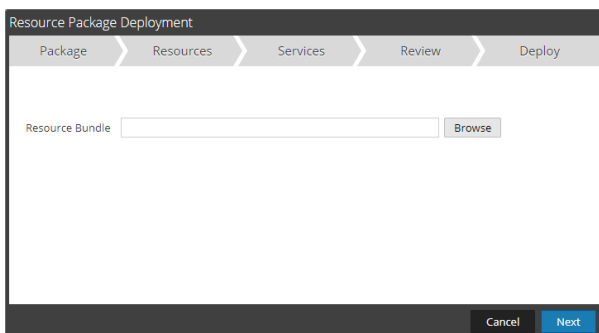 Resource Package Deployment
Package Resources Services Review Deploy
Resource Bundle Browse
Cancel Next